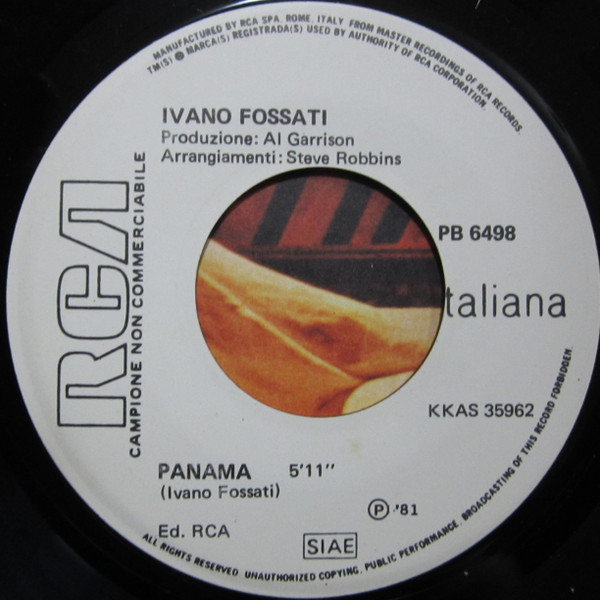 MANUFACTURED BY RCA SPA. ROME. ITALY FROM MASTER RECORDINGS OF RCA RECORDS.
TM(S) ® MARCA(S) REGISTRADA(S) USED BY AUTHORITY OF RCA CORPORATION.
IVANO FOSSATI
Produzione: Al Garrison
Arrangiamenti: Steve Robbins
RCA
CAMPIONE NON COMMERCIABILE
PB 6498
taliana
KKAS 35962
PANAMA 5'11"
(Ivano Fossati)
Ⓟ '81
Ed. RCA
SIAE
ALL RIGHTS RESERVED UNAUTHORIZED COPYING, PUBLIC PERFORMANCE, BROADCASTING OF THIS RECORD FORBIDDEN.